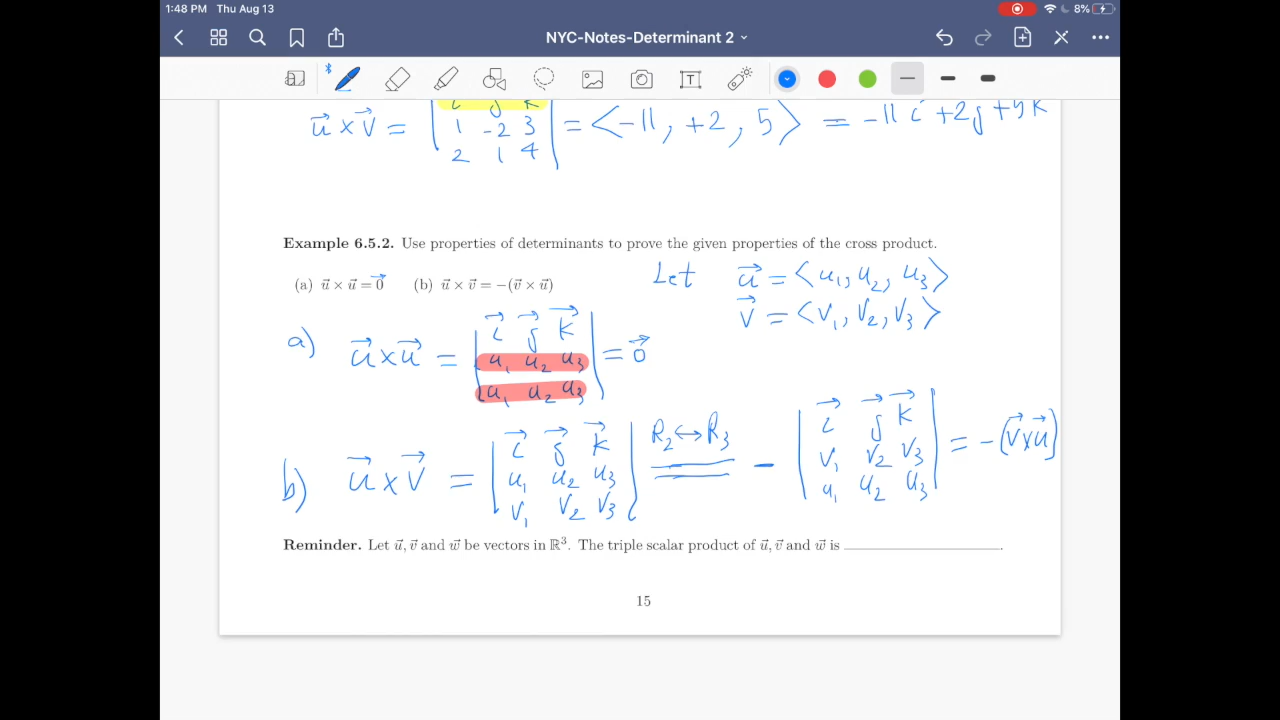 1:48 PM Thu Aug 13
8%
NYC-Notes-Determinant 2
T
i j k
u⃗ × v⃗ = | 1 -2 3 | = ⟨-11, +2, 5⟩ = -11 i + 2j + 5k
2 1 4
Example 6.5.2. Use properties of determinants to prove the given properties of the cross product.
Let u⃗ = ⟨u₁, u₂, u₃⟩
(a) u⃗ × u⃗ = 0⃗ (b) u⃗ × v⃗ = −(v⃗ × u⃗)
v⃗ = ⟨v₁, v₂, v₃⟩
i⃗ j⃗ k⃗
a) u⃗ × u⃗ = | u₁ u₂ u₃ | = 0⃗
u₁ u₂ u₃
i⃗ j⃗ k⃗ R₂ ↔ R₃ i⃗ j⃗ k⃗
b) u⃗ × v⃗ = | u₁ u₂ u₃ | = − | v₁ v₂ v₃ | = −(v⃗ × u⃗)
v₁ v₂ v₃ u₁ u₂ u₃
Reminder. Let u⃗, v⃗ and w⃗ be vectors in ℝ³. The triple scalar product of u⃗, v⃗ and w⃗ is ____________________.
15